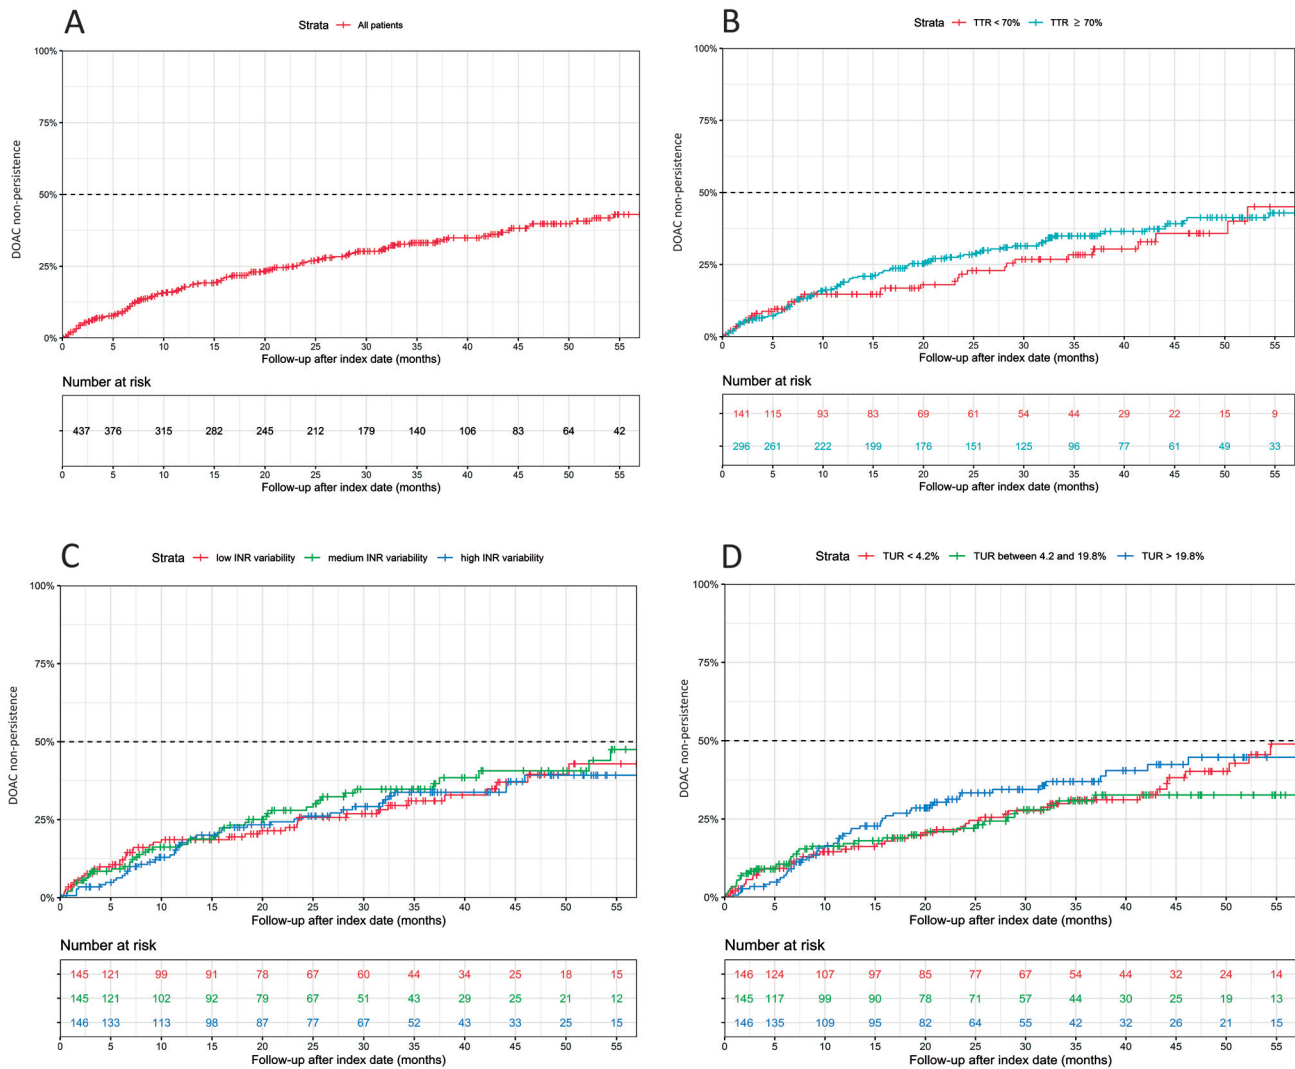 A
Strata All patients
100%
75%
50%
25%
0%
DOAC non-persistence
0 5 10 15 20 25 30 35 40 45 50 55
Follow-up after index date (months)
Number at risk
437 376 315 282 245 212 179 140 106 83 64 42
0 5 10 15 20 25 30 35 40 45 50 55
Follow-up after index date (months)
B
Strata TTR < 70% TTR ≥ 70%
100%
75%
50%
25%
0%
DOAC non-persistence
0 5 10 15 20 25 30 35 40 45 50 55
Follow-up after index date (months)
Number at risk
141 115 93 83 69 61 54 44 29 22 15 9
296 261 222 199 176 151 125 96 77 61 49 33
0 5 10 15 20 25 30 35 40 45 50 55
Follow-up after index date (months)
C
Strata low INR variability medium INR variability high INR variability
100%
75%
50%
25%
0%
DOAC non-persistence
0 5 10 15 20 25 30 35 40 45 50 55
Follow-up after index date (months)
Number at risk
145 121 99 91 78 67 60 44 34 25 18 15
145 121 102 92 79 67 51 43 29 25 21 12
146 133 113 98 87 77 67 52 43 33 25 15
0 5 10 15 20 25 30 35 40 45 50 55
Follow-up after index date (months)
D
Strata TUR < 4.2% TUR between 4.2 and 19.8% TUR > 19.8%
100%
75%
50%
25%
0%
DOAC non-persistence
0 5 10 15 20 25 30 35 40 45 50 55
Follow-up after index date (months)
Number at risk
146 124 107 97 85 77 67 54 44 32 24 14
145 117 99 90 78 71 57 44 30 25 19 13
146 135 109 95 82 64 55 42 32 26 21 15
0 5 10 15 20 25 30 35 40 45 50 55
Follow-up after index date (months)